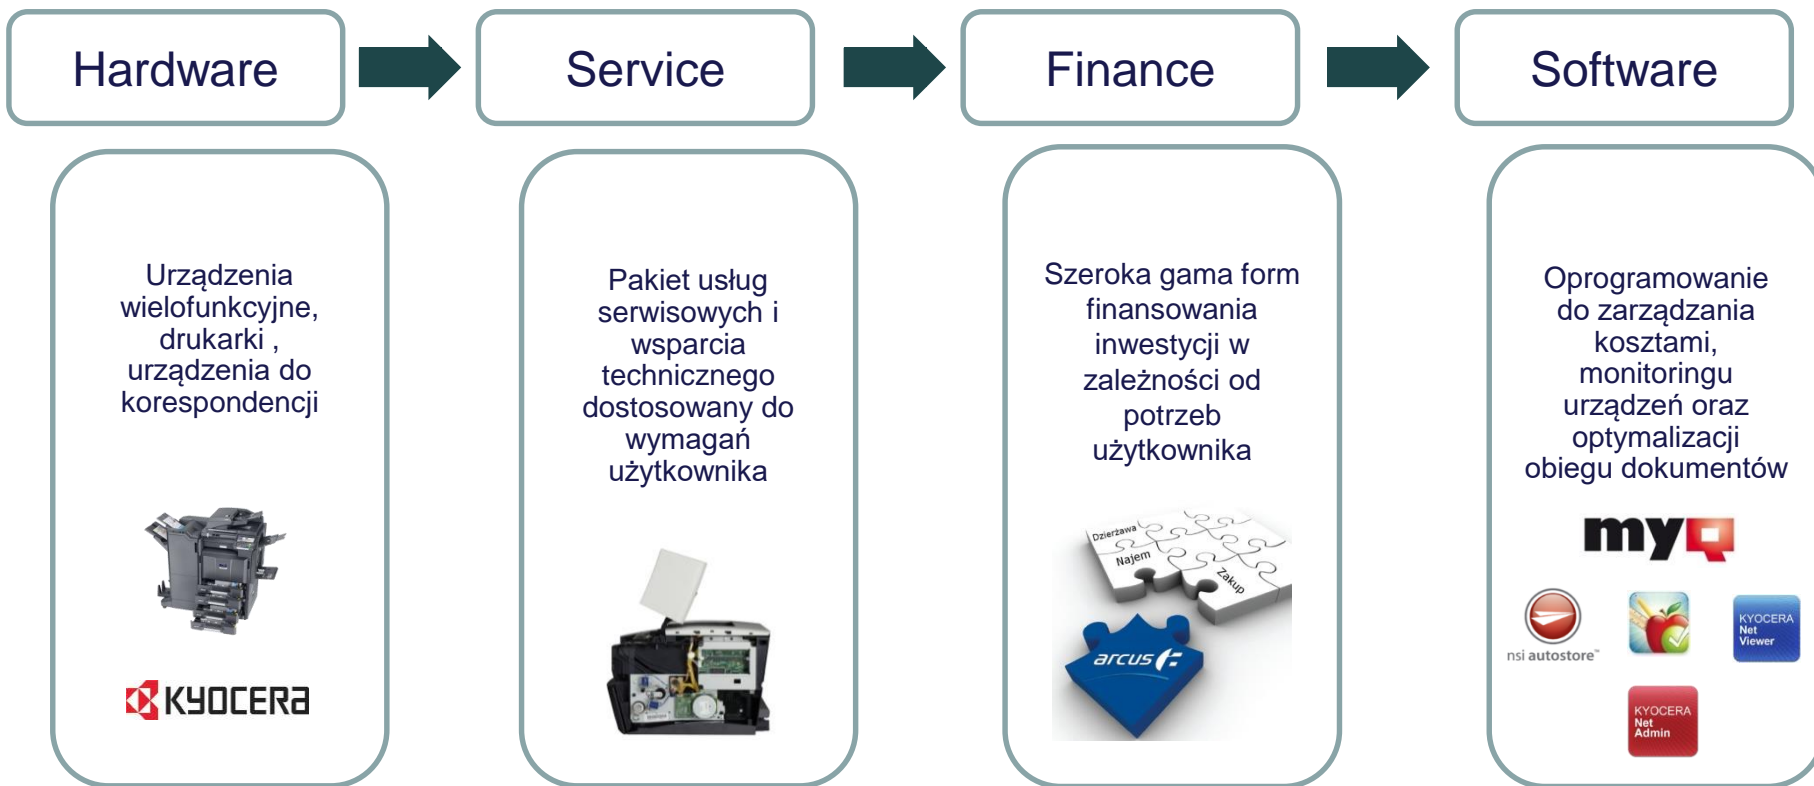 Hardware
Service
Finance
Software
Urządzenia
wielofunkcyjne,
drukarki ,
urządzenia do
korespondencji
KYOCERA
Pakiet usług
serwisowych i
wsparcia
technicznego
dostosowany do
wymagań
użytkownika
Szeroka gama form
finansowania
inwestycji w
zależności od
potrzeb
użytkownika
Dzierżawa
Najem
Zakup
arcus
Oprogramowanie
do zarządzania
kosztami,
monitoringu
urządzeń oraz
optymalizacji
obiegu dokumentów
myQ
nsi autostore™
KYOCERA
Net
Viewer
KYOCERA
Net
Admin